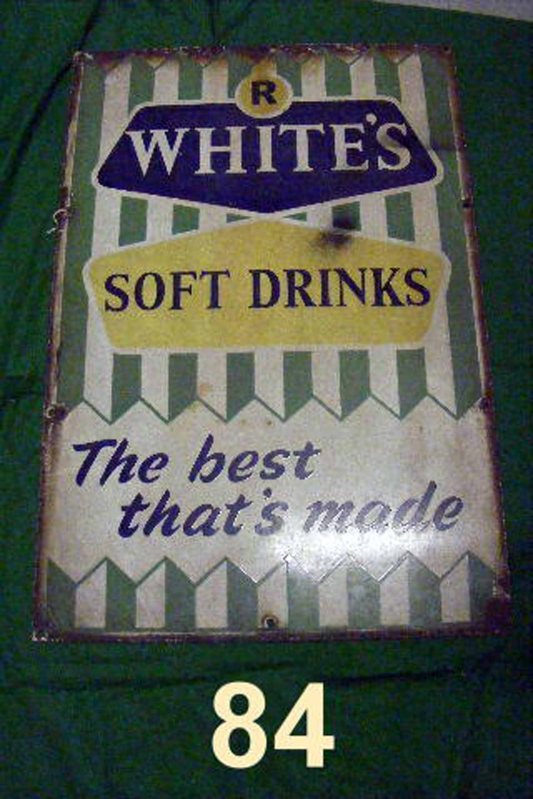 R
WHITE'S
SOFT DRINKS
The best
that's made
84